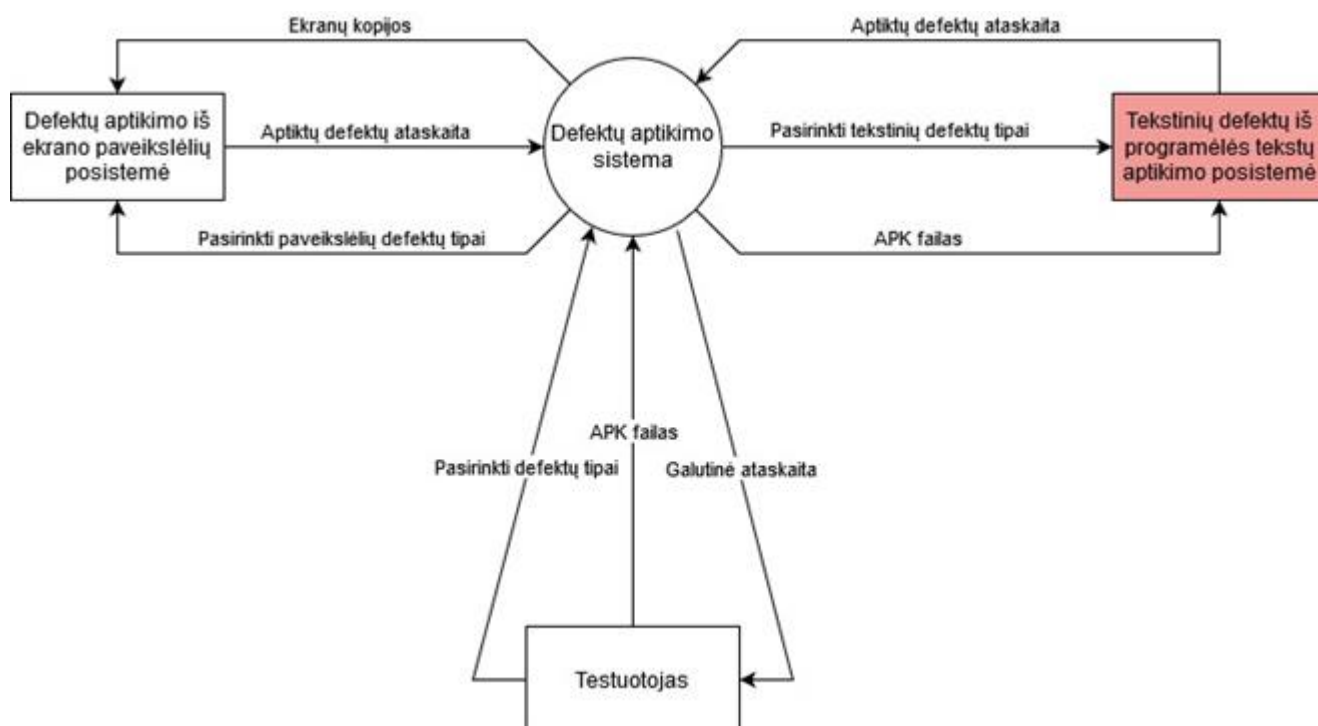 Ekranų kopijos
Aptiktų defektų ataskaita
Defektų aptikimo iš
ekrano paveikslėlių
posistemė
Aptiktų defektų ataskaita
Defektų aptikimo
sistema
Pasirinkti tekstinių defektų tipai
Tekstinių defektų iš
programėlės tekstų
aptikimo posistemė
Pasirinkti paveikslėlių defektų tipai
APK failas
APK failas
Pasirinkti defektų tipai
Galutinė ataskaita
Testuotojas